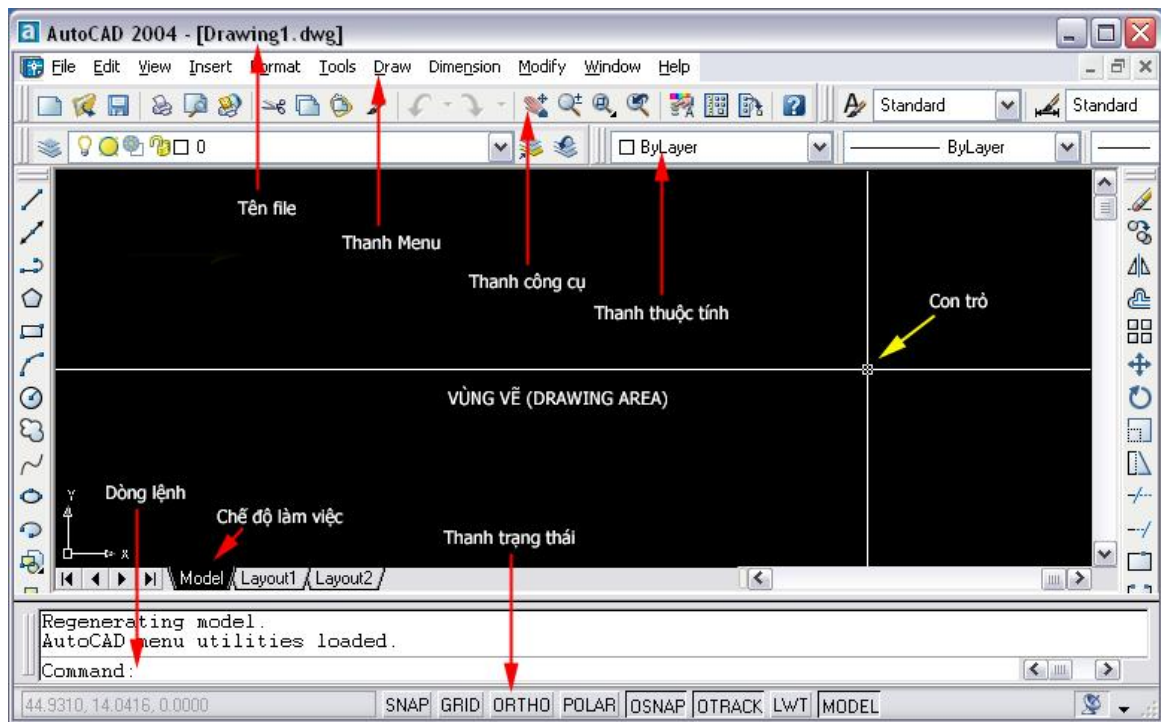 AutoCAD 2004 - [Drawing1.dwg]
File Edit View Insert Format Tools Draw Dimension Modify Window Help
Standard Standard
0 ByLayer ByLayer
Tên file
Thanh Menu
Thanh công cụ
Thanh thuộc tính
Con trỏ
VÙNG VẼ (DRAWING AREA)
Dòng lệnh
Chế độ làm việc
Thanh trạng thái
Y
X
Model Layout1 Layout2
Regenerating model.
AutoCAD menu utilities loaded.
Command:
44.9310, 14.0416, 0.0000 SNAP GRID ORTHO POLAR OSNAP OTRACK LWT MODEL